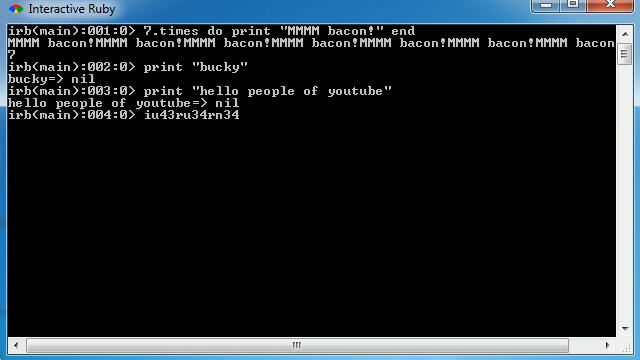 Interactive Ruby
irb(main):001:0> 7.times do print "MMMM bacon!" end
MMMM bacon!MMMM bacon!MMMM bacon!MMMM bacon!MMMM bacon!MMMM bacon!MMMM bacon
7
irb(main):002:0> print "bucky"
bucky=> nil
irb(main):003:0> print "hello people of youtube"
hello people of youtube=> nil
irb(main):004:0> iu43ru34rn34